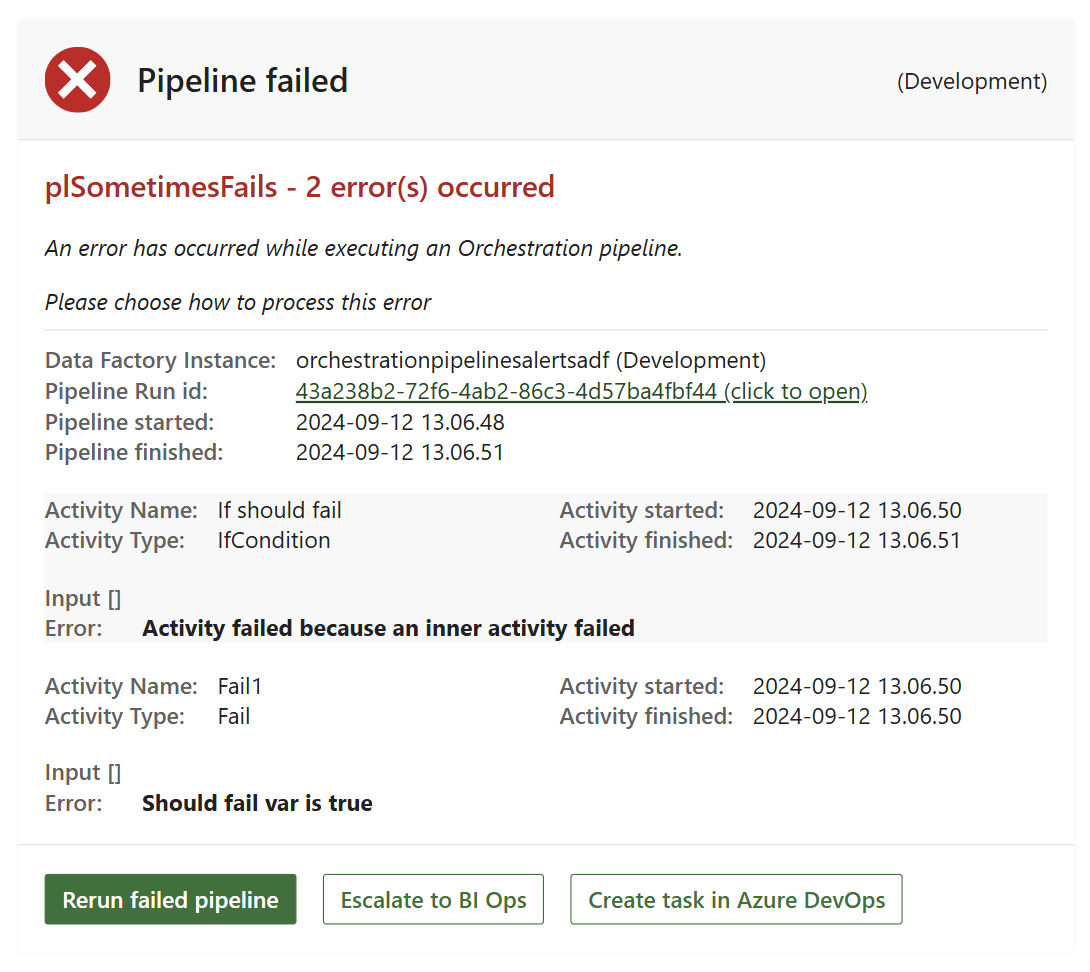 Pipeline failed (Development)
plSometimesFails - 2 error(s) occurred
An error has occurred while executing an Orchestration pipeline.
Please choose how to process this error
Data Factory Instance: orchestrationpipelinesalertsadf (Development)
Pipeline Run id: 43a238b2-72f6-4ab2-86c3-4d57ba4fbf44 (click to open)
Pipeline started: 2024-09-12 13.06.48
Pipeline finished: 2024-09-12 13.06.51
Activity Name: If should fail Activity started: 2024-09-12 13.06.50
Activity Type: IfCondition Activity finished: 2024-09-12 13.06.51
Input []
Error: Activity failed because an inner activity failed
Activity Name: Fail1 Activity started: 2024-09-12 13.06.50
Activity Type: Fail Activity finished: 2024-09-12 13.06.50
Input []
Error: Should fail var is true
Rerun failed pipeline Escalate to BI Ops Create task in Azure DevOps